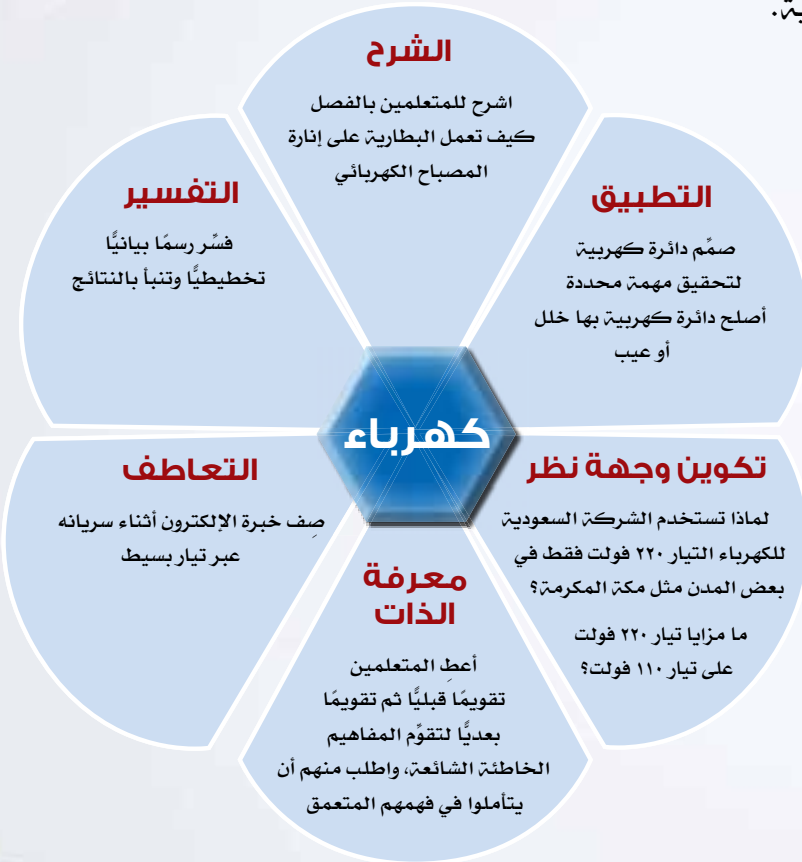 ية.
الشرح
اشرح للمتعلمين بالفصل
كيف تعمل البطارية على إنارة
المصباح الكهربائي
التطبيق
صمِّم دائرة كهربية
لتحقيق مهمة محددة
أصلح دائرة كهربية بها خلل
أو عيب
تكوين وجهة نظر
لماذا تستخدم الشركة السعودية
للكهرباء التيار ٢٢٠ فولت فقط في
بعض المدن مثل مكة المكرمة؟
ما مزايا تيار ٢٢٠ فولت
على تيار ١١٠ فولت؟
معرفة
الذات
أعطِ المتعلمين
تقويمًا قبليًّا ثم تقويمًا
بعديًّا لتقوِّم المفاهيم
الخاطئة الشائعة، واطلب منهم أن
يتأملوا في فهمهم المتعمق
التعاطف
صِف خبرة الإلكترون أثناء سريانه
عبر تيار بسيط
التفسير
فسِّر رسمًا بيانيًّا
تخطيطيًّا وتنبأ بالنتائج
كهرباء